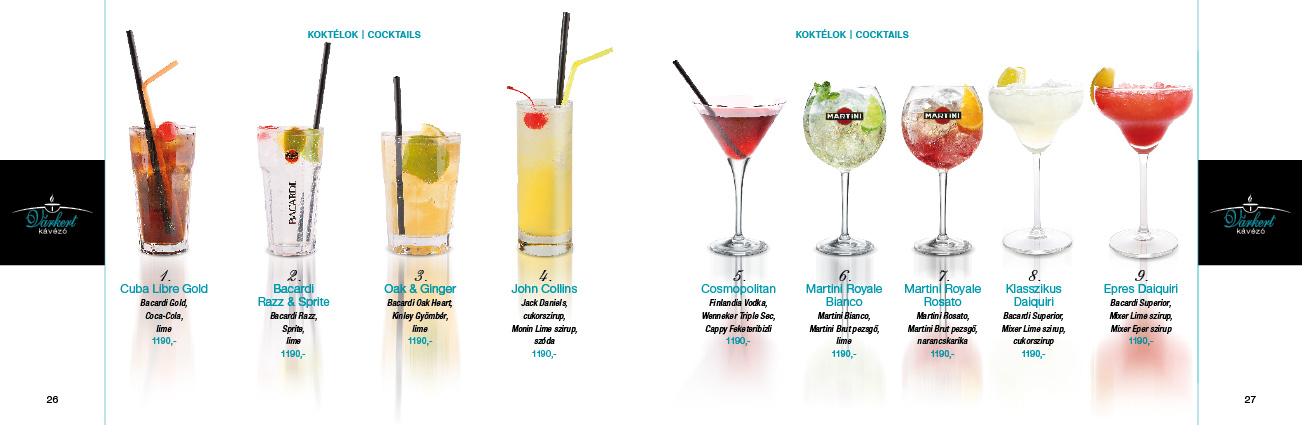 KOKTÉLOK | COCKTAILS
Várkert
kávézó
BACARDI
1.
Cuba Libre Gold
Bacardi Gold,
Coca-Cola,
lime
1190,-
2.
Bacardi
Razz & Sprite
Bacardi Razz,
Sprite,
lime
1190,-
3.
Oak & Ginger
Bacardi Oak Heart,
Kinley Gyömbér,
lime
1190,-
4.
John Collins
Jack Daniels,
cukorszirup,
Monin Lime szirup,
szóda
1190,-
26
KOKTÉLOK | COCKTAILS
MARTINI
MARTINI
5.
Cosmopolitan
Finlandia Vodka,
Wenneker Triple Sec,
Cappy Feketeribizli
1190,-
6.
Martini Royale
Bianco
Martini Bianco,
Martini Brut pezsgő,
lime
1190,-
7.
Martini Royale
Rosato
Martini Rosato,
Martini Brut pezsgő,
narancskarika
1190,-
8.
Klasszikus
Daiquiri
Bacardi Superior,
Mixer Lime szirup,
cukorszirup
1190,-
9.
Epres Daiquiri
Bacardi Superior,
Mixer Lime szirup,
Mixer Eper szirup
1190,-
Várkert
kávézó
27